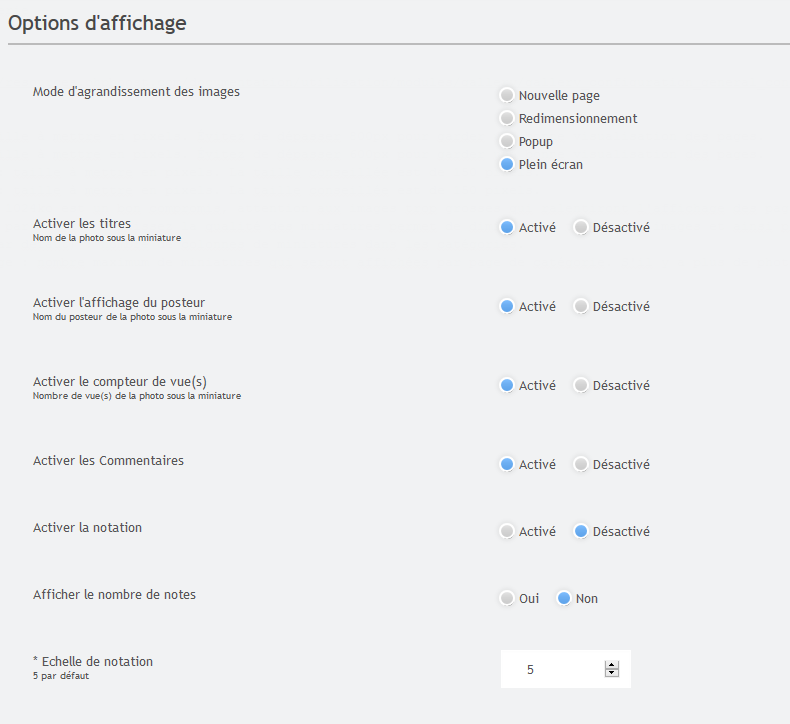 Options d'affichage
Mode d'agrandissement des images
Nouvelle page
Redimensionnement
Popup
Plein écran
Activer les titres
Nom de la photo sous la miniature
Activé Désactivé
Activer l'affichage du posteur
Nom du posteur de la photo sous la miniature
Activé Désactivé
Activer le compteur de vue(s)
Nombre de vue(s) de la photo sous la miniature
Activé Désactivé
Activer les Commentaires
Activé Désactivé
Activer la notation
Activé Désactivé
Afficher le nombre de notes
Oui Non
* Echelle de notation
5 par défaut
5